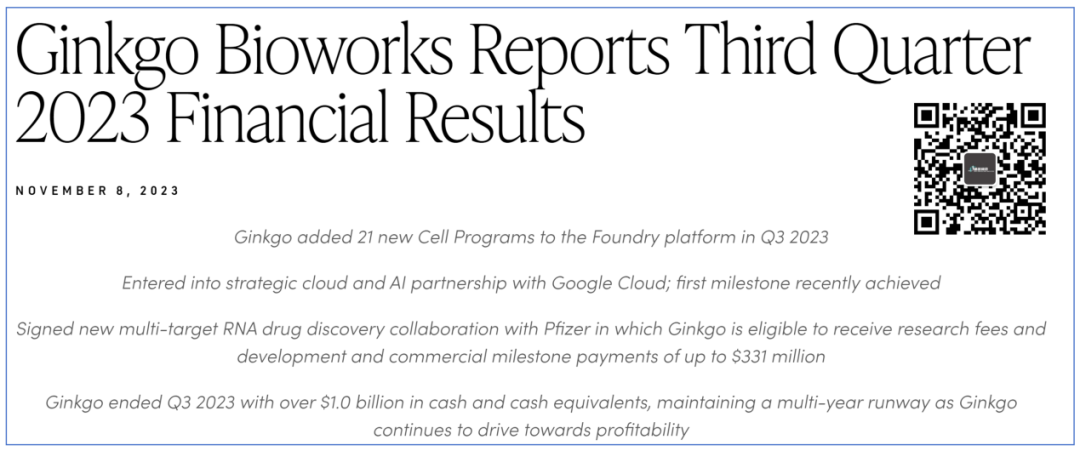 Ginkgo Bioworks Reports Third Quarter
2023 Financial Results
NOVEMBER 8, 2023
Ginkgo added 21 new Cell Programs to the Foundry platform in Q3 2023
Entered into strategic cloud and AI partnership with Google Cloud; first milestone recently achieved
Signed new multi-target RNA drug discovery collaboration with Pfizer in which Ginkgo is eligible to receive research fees and
development and commercial milestone payments of up to $331 million
Ginkgo ended Q3 2023 with over $1.0 billion in cash and cash equivalents, maintaining a multi-year runway as Ginkgo
continues to drive towards profitability